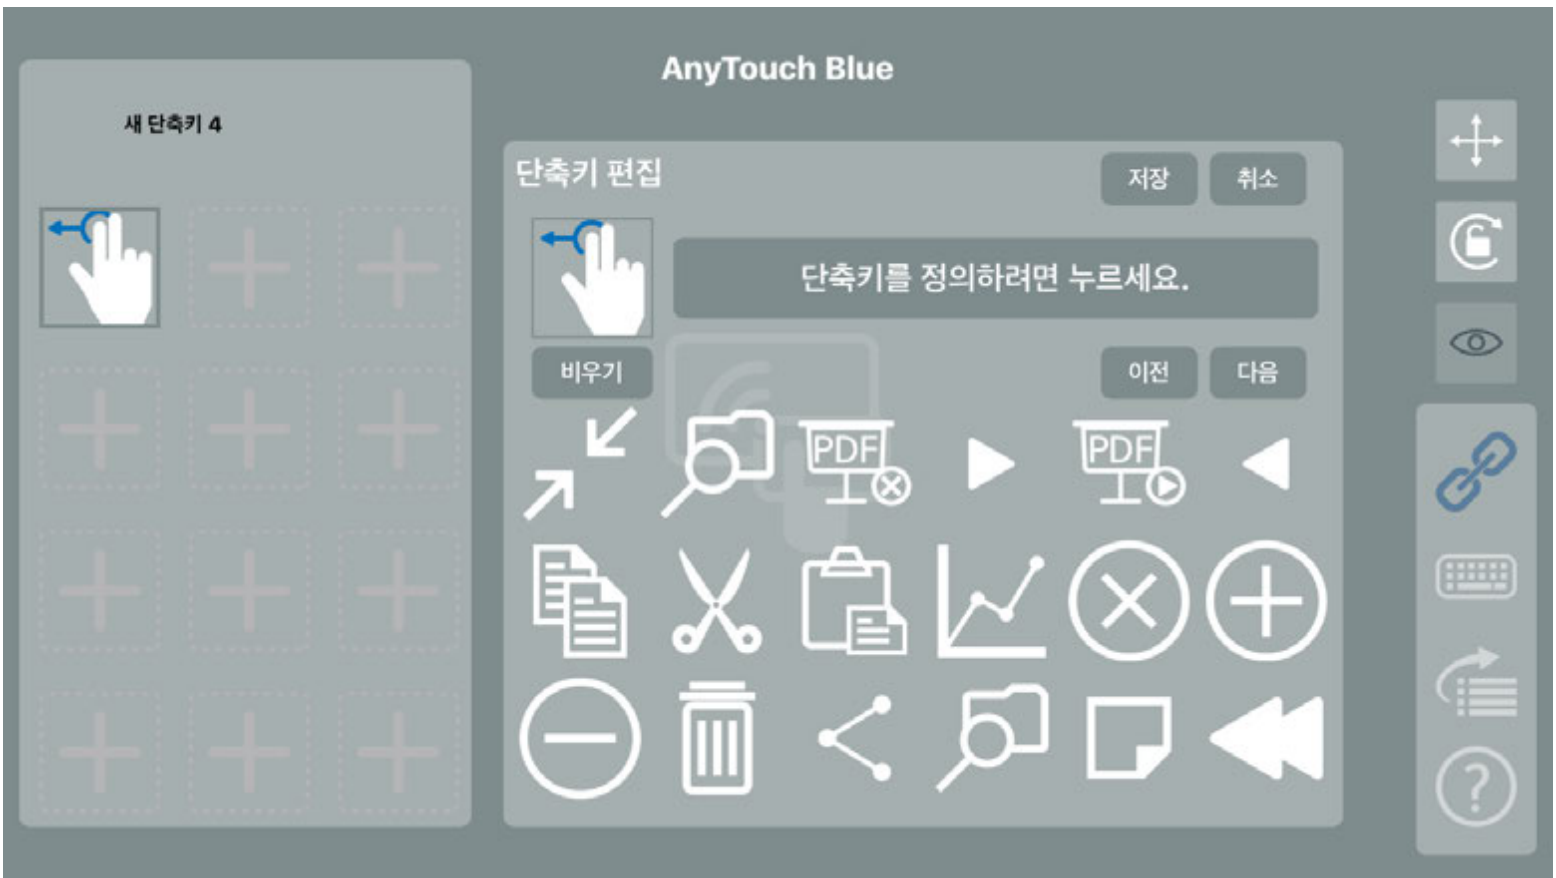 AnyTouch Blue
새 단축키 4
단축키 편집
저장
취소
단축키를 정의하려면 누르세요.
비우기
이전
다음
PDF
PDF
?